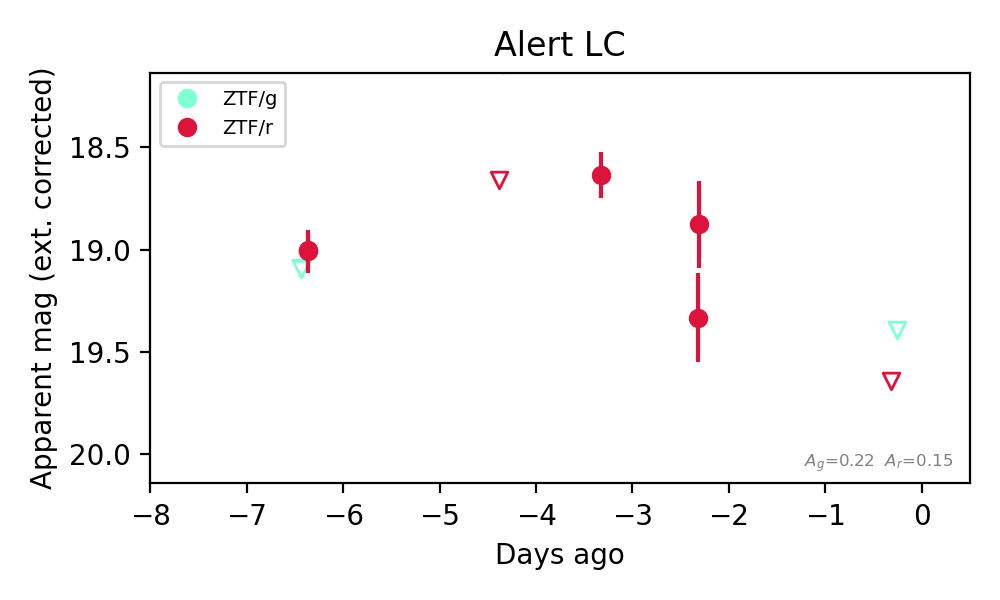 Alert LC
ZTF/g
ZTF/r
Apparent mag (ext. corrected)
18.5
19.0
19.5
20.0
A_g=0.22 A_r=0.15
−8 −7 −6 −5 −4 −3 −2 −1 0
Days ago